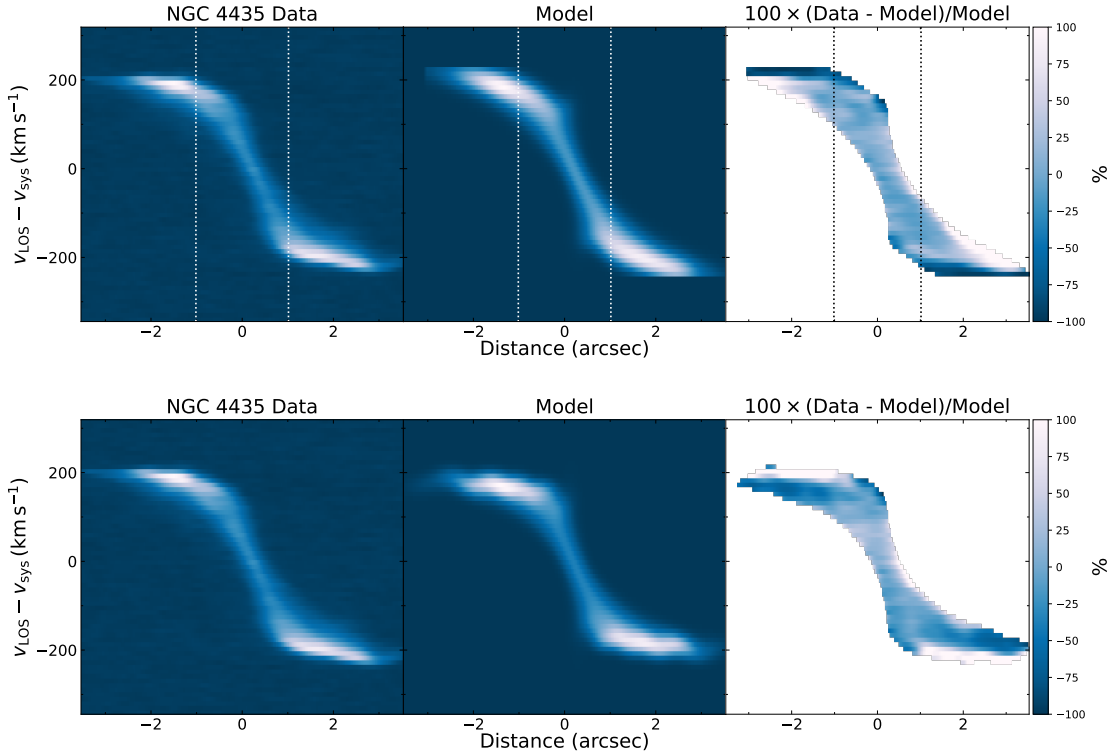 NGC 4435 Data Model 100 × (Data - Model)/Model
100
200 75
50
25
0 0 %
−25
−50
−200 −75
−100
v_LOS − v_sys (km s⁻¹)
−2 0 2 −2 0 2 −2 0 2
Distance (arcsec)
NGC 4435 Data Model 100 × (Data - Model)/Model
100
200 75
50
25
0 0 %
−25
−50
−200 −75
−100
v_LOS − v_sys (km s⁻¹)
−2 0 2 −2 0 2 −2 0 2
Distance (arcsec)